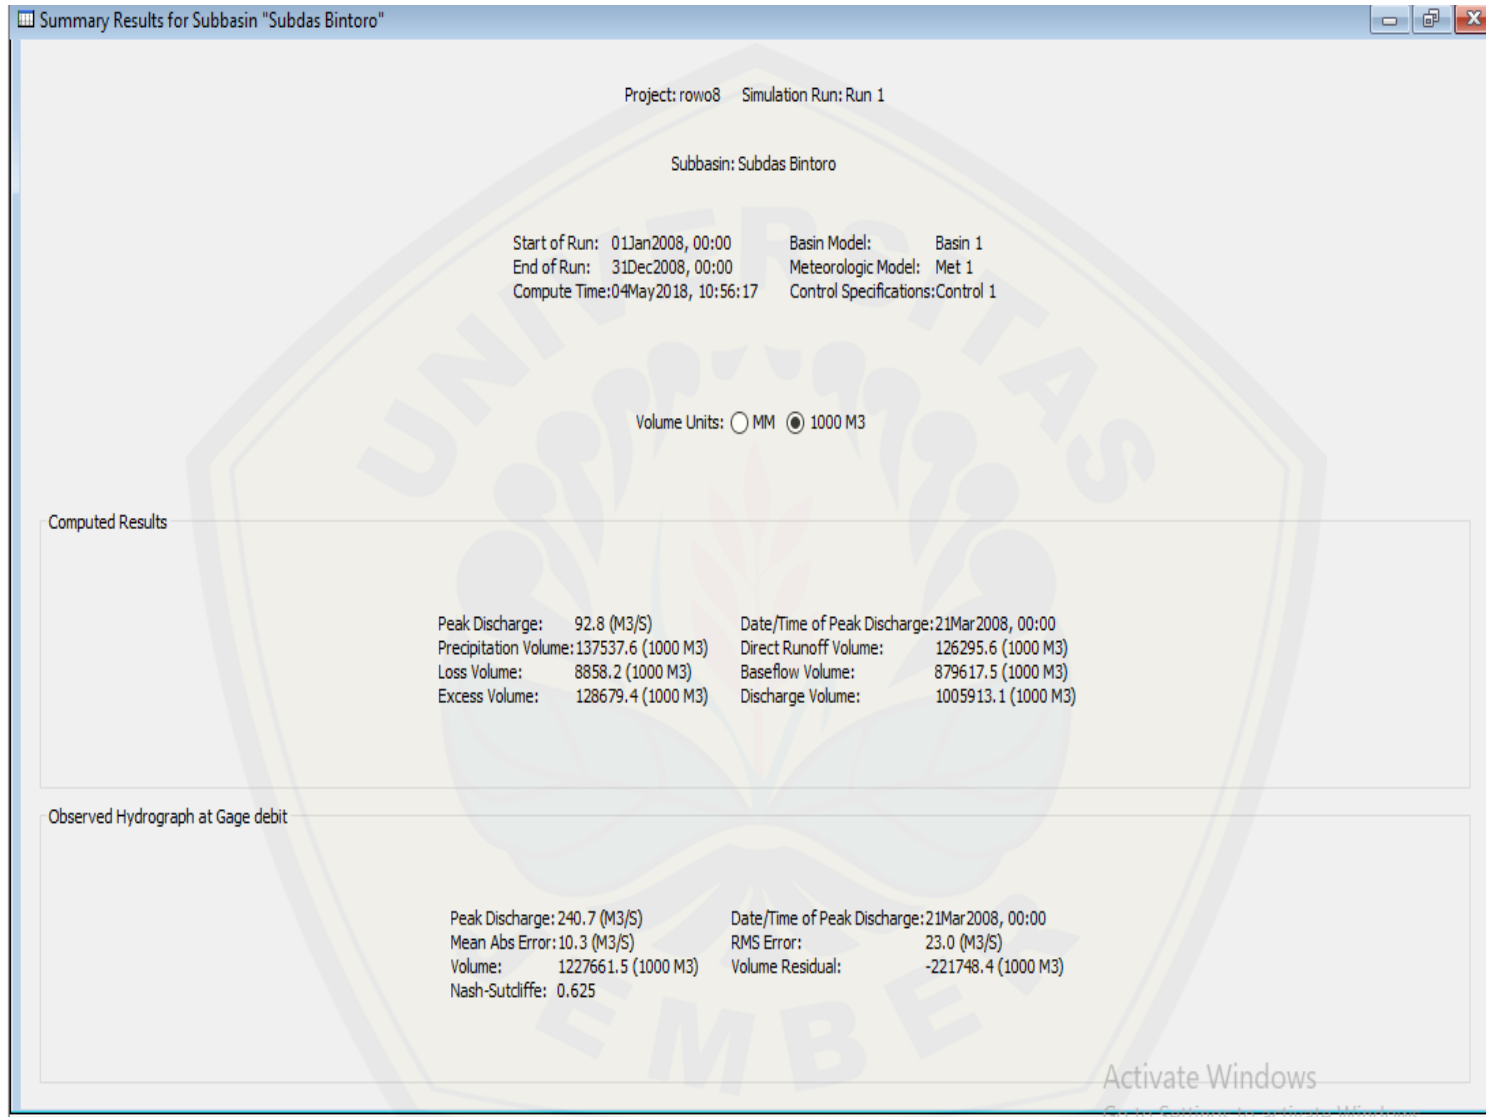 Summary Results for Subbasin "Subdas Bintoro"
Project: rowo8 Simulation Run: Run 1
Subbasin: Subdas Bintoro
Start of Run: 01Jan2008, 00:00 Basin Model: Basin 1
End of Run: 31Dec2008, 00:00 Meteorologic Model: Met 1
Compute Time:04May2018, 10:56:17 Control Specifications:Control 1
Volume Units: MM 1000 M3
Computed Results
Peak Discharge: 92.8 (M3/S) Date/Time of Peak Discharge:21Mar2008, 00:00
Precipitation Volume:137537.6 (1000 M3) Direct Runoff Volume: 126295.6 (1000 M3)
Loss Volume: 8858.2 (1000 M3) Baseflow Volume: 879617.5 (1000 M3)
Excess Volume: 128679.4 (1000 M3) Discharge Volume: 1005913.1 (1000 M3)
Observed Hydrograph at Gage debit
Peak Discharge:240.7 (M3/S) Date/Time of Peak Discharge:21Mar2008, 00:00
Mean Abs Error:10.3 (M3/S) RMS Error: 23.0 (M3/S)
Volume: 1227661.5 (1000 M3) Volume Residual: -221748.4 (1000 M3)
Nash-Sutcliffe: 0.625
UNIVERSITAS
EMBER
Activate Windows